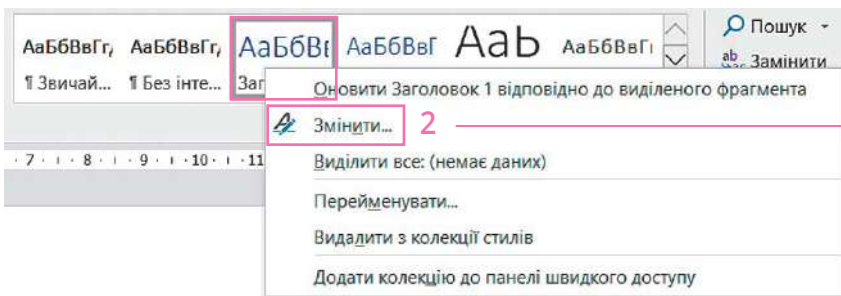 АаБбВвГг, АаБбВвГг, АаБбВв АаБбВвГ АаЬ АаБбВвГг
Пошук
Замінити
¶ Звичай... ¶ Без інте... Заг
Оновити Заголовок 1 відповідно до виділеного фрагмента
Змінити... 2
· 7 · ı · 8 · ı · 9 · ı · 10 · ı · 11
Виділити все: (немає даних)
Перейменувати...
Видалити з колекції стилів
Додати колекцію до панелі швидкого доступу